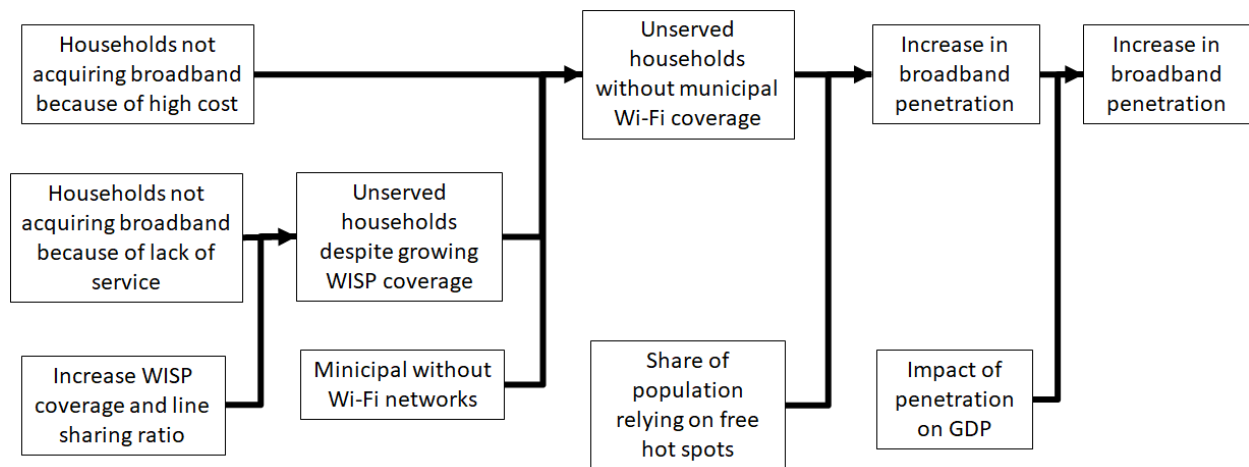 Households not
acquiring broadband
because of high cost
Unserved
households
without municipal
Wi-Fi coverage
Increase in
broadband
penetration
Increase in
broadband
penetration
Households not
acquiring broadband
because of lack of
service
Unserved
households
despite growing
WISP coverage
Increase WISP
coverage and line
sharing ratio
Minicipal without
Wi-Fi networks
Share of
population
relying on free
hot spots
Impact of
penetration
on GDP